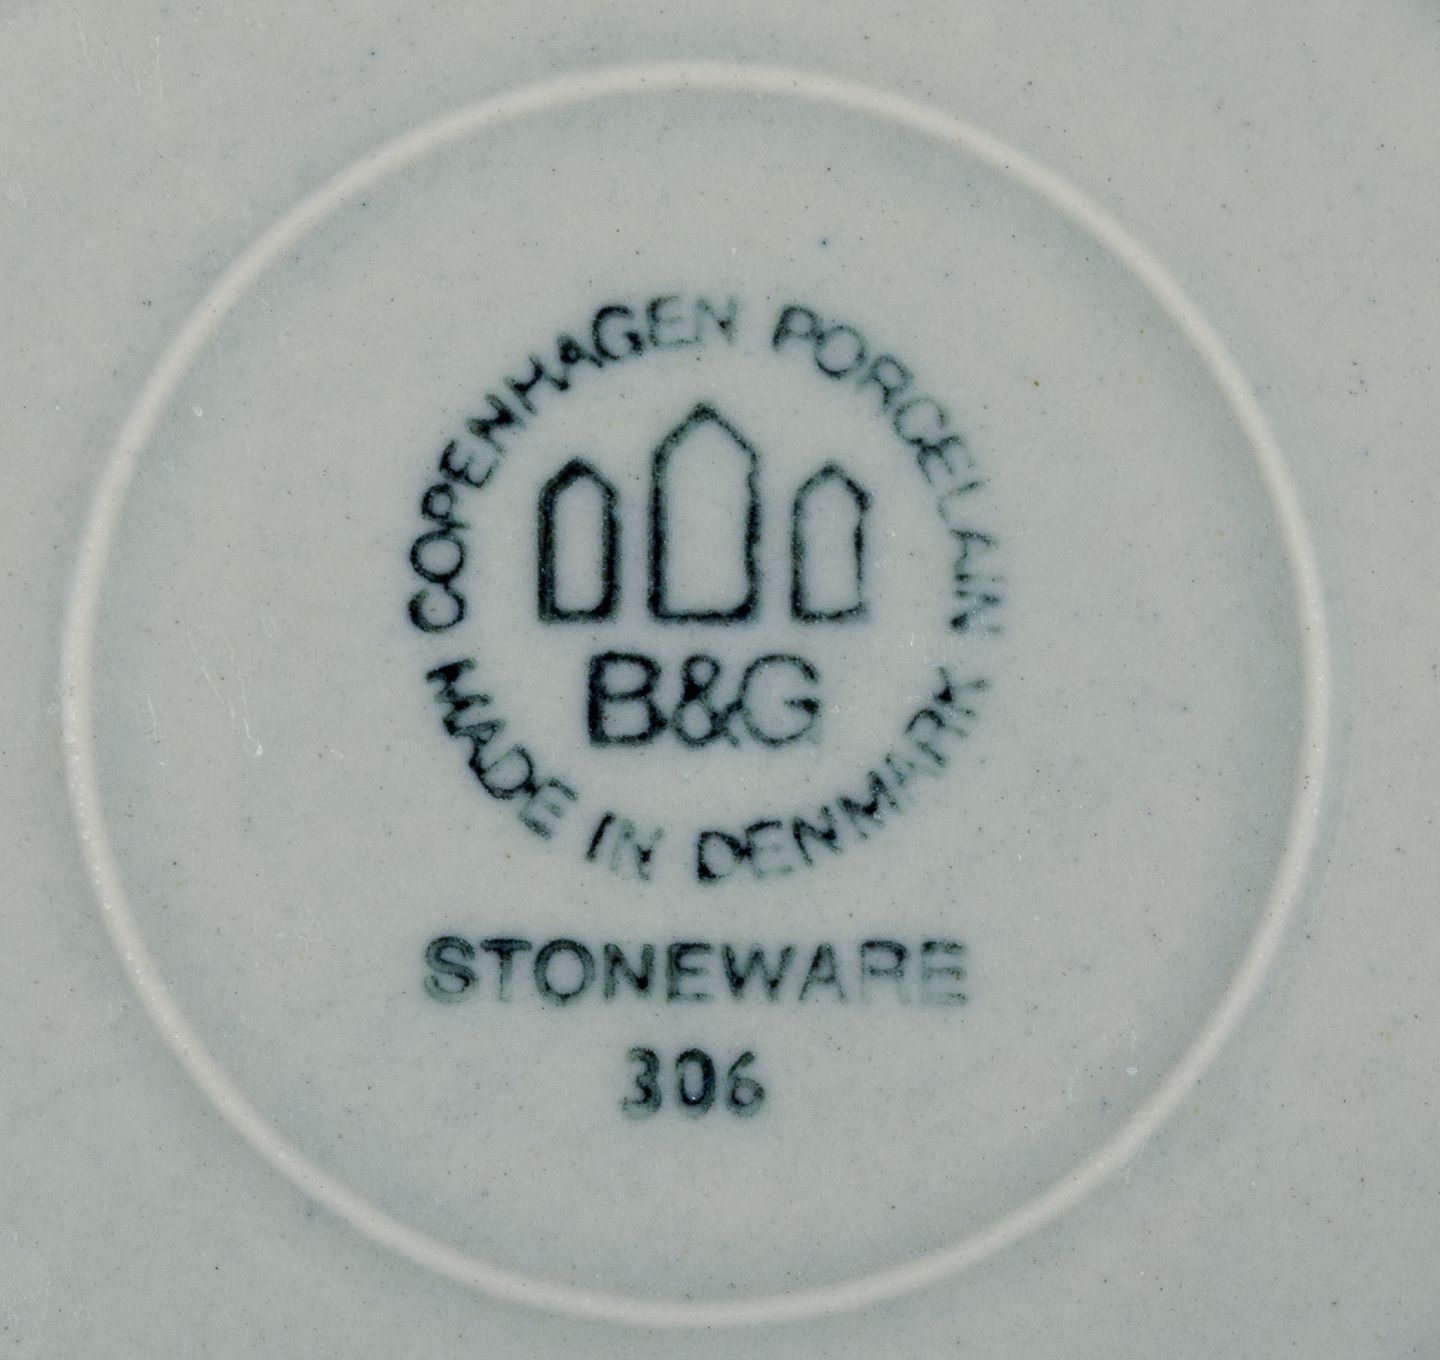 COPENHAGEN PORCELAIN
B&G
MADE IN DENMARK
STONEWARE
306